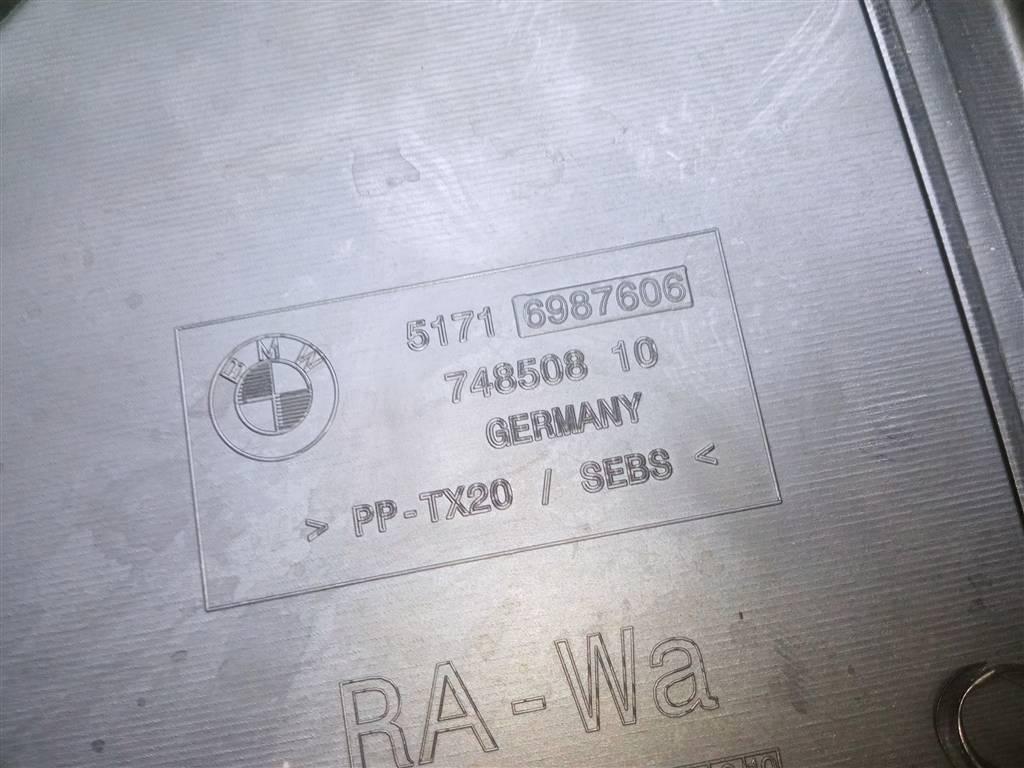 BMW
5171 6987606
748508 10
GERMANY
> PP-TX20 / SEBS <
RA-Wa